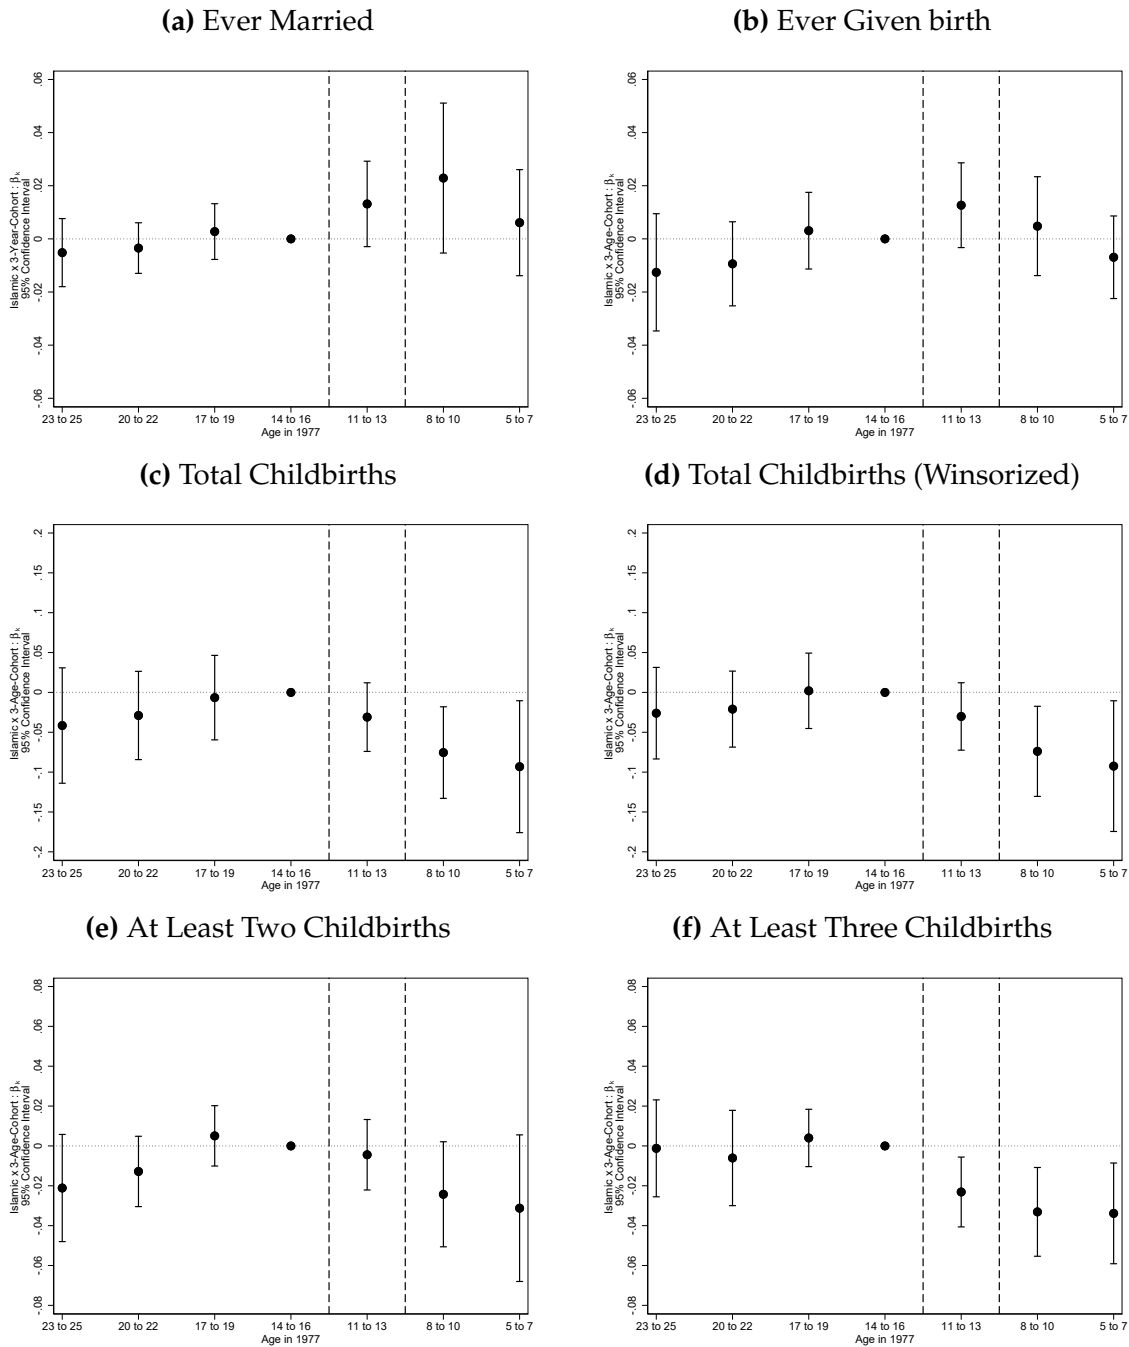 (a) Ever Married
.06
.04
.02
0
-.02
-.04
-.06
Islamic x 3-Year-Cohort : βk
95% Confidence Interval
23 to 25 20 to 22 17 to 19 14 to 16 11 to 13 8 to 10 5 to 7
Age in 1977
(b) Ever Given birth
.06
.04
.02
0
-.02
-.04
-.06
Islamic x 3-Age-Cohort : βk
95% Confidence Interval
23 to 25 20 to 22 17 to 19 14 to 16 11 to 13 8 to 10 5 to 7
Age in 1977
(c) Total Childbirths
.2
.15
.1
.05
0
-.05
-.1
-.15
-.2
Islamic x 3-Age-Cohort : βk
95% Confidence Interval
23 to 25 20 to 22 17 to 19 14 to 16 11 to 13 8 to 10 5 to 7
Age in 1977
(d) Total Childbirths (Winsorized)
.2
.15
.1
.05
0
-.05
-.1
-.15
-.2
Islamic x 3-Age-Cohort : βk
95% Confidence Interval
23 to 25 20 to 22 17 to 19 14 to 16 11 to 13 8 to 10 5 to 7
Age in 1977
(e) At Least Two Childbirths
.08
.06
.04
.02
0
-.02
-.04
-.06
-.08
Islamic x 3-Age-Cohort : βk
95% Confidence Interval
23 to 25 20 to 22 17 to 19 14 to 16 11 to 13 8 to 10 5 to 7
Age in 1977
(f) At Least Three Childbirths
.08
.06
.04
.02
0
-.02
-.04
-.06
-.08
Islamic x 3-Age-Cohort : βk
95% Confidence Interval
23 to 25 20 to 22 17 to 19 14 to 16 11 to 13 8 to 10 5 to 7
Age in 1977